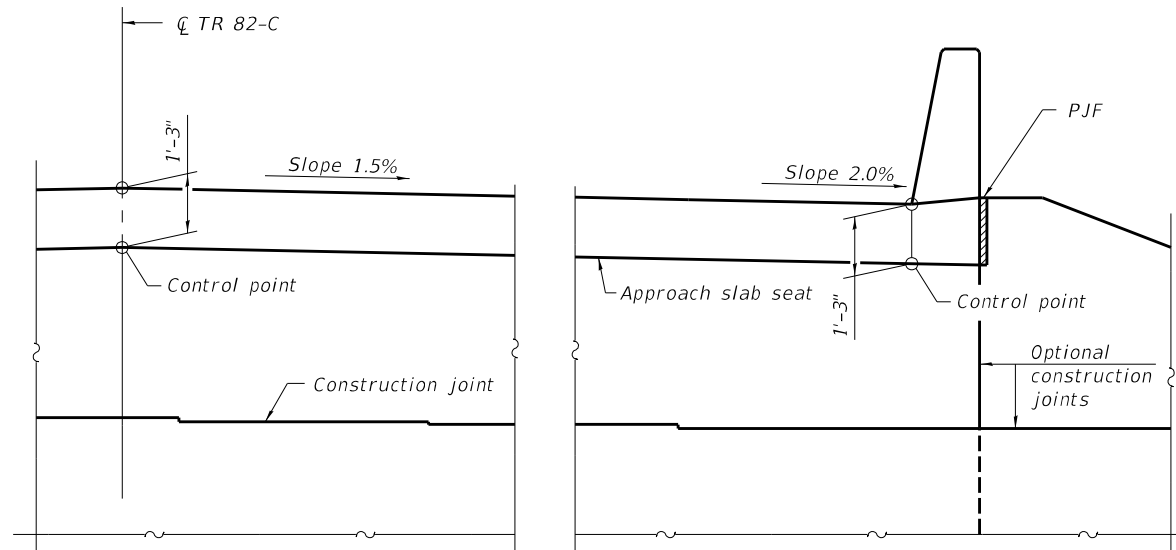 ℄ TR 82-C
PJF
1'-3"
Slope 1.5%
Slope 2.0%
Control point
Approach slab seat
1'-3"
Control point
Construction joint
Optional
construction
joints